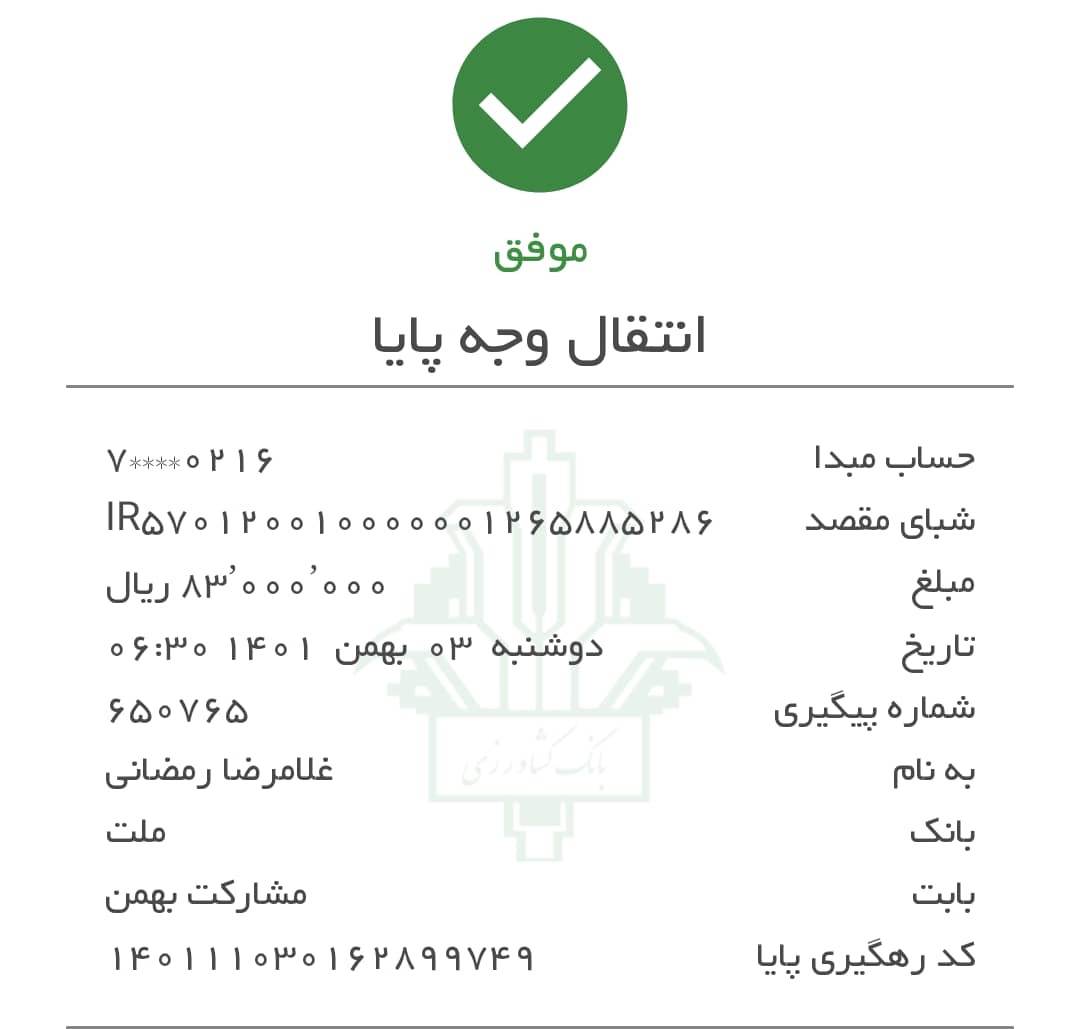 موفق
انتقال وجه پایا
حساب مبدا ۷****۰۲۱۶
شبای مقصد IR۵۷۰۱۲۰۰۱۰۰۰۰۰۰۱۲۶۵۸۸۵۲۸۶
مبلغ ۸۳٬۰۰۰٬۰۰۰ ریال
تاریخ دوشنبه ۰۳ بهمن ۱۴۰۱ ۰۶:۳۰
شماره پیگیری ۶۵۰۷۶۵
به نام غلامرضا رمضانی
بانک کشاورزی
بانک ملت
بابت مشارکت بهمن
کد رهگیری پایا ۱۴۰۱۱۱۰۳۰۱۶۲۸۹۹۷۴۹